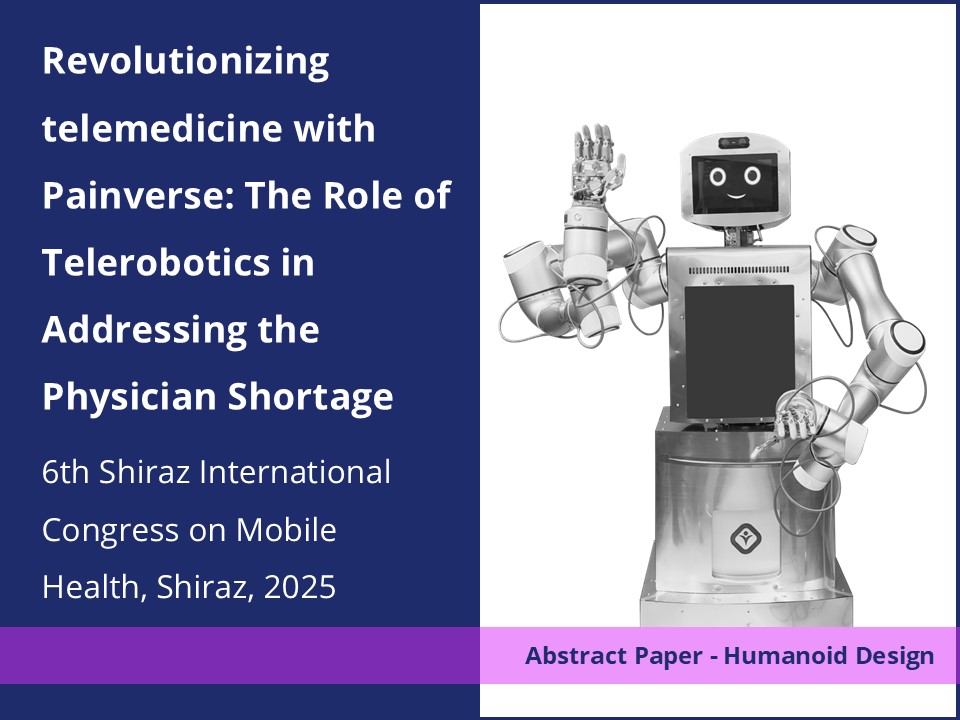 Revolutionizing
telemedicine with
Painverse: The Role of
Telerobotics in
Addressing the
Physician Shortage
6th Shiraz International
Congress on Mobile
Health, Shiraz, 2025
Abstract Paper - Humanoid Design